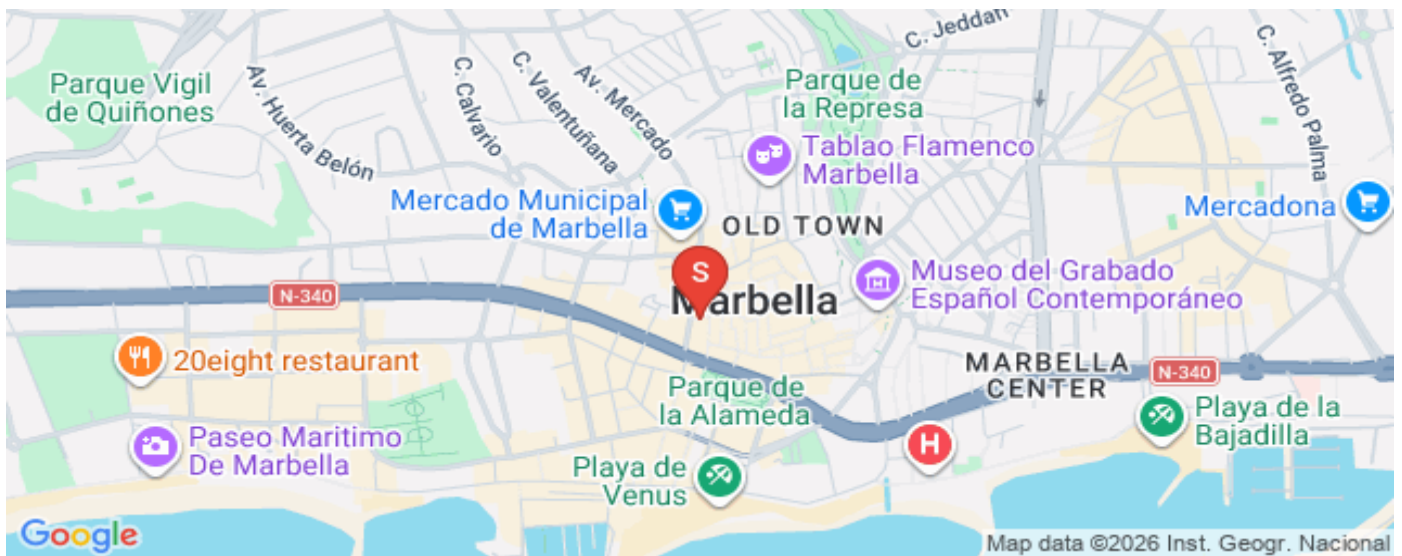 C. Jeddah
C. Alfredo Palma
Parque Vigil
de Quiñones
Av. Huerta Belón
C. Calvario
C. Valentuñana
Av. Mercado
Parque de
la Represa
Tablao Flamenco
Marbella
Mercado Municipal
de Marbella
OLD TOWN
Mercadona
S
Marbella
Museo del Grabado
Español Contemporáneo
N-340
20eight restaurant
MARBELLA
CENTER
N-340
Parque de
la Alameda
Paseo Maritimo
De Marbella
H
Playa de la
Bajadilla
Playa de
Venus
Google
Map data ©2026 Inst. Geogr. Nacional